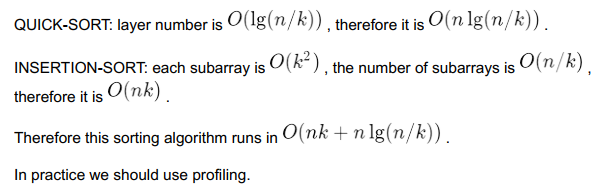 QUICK-SORT: layer number is O(lg(n/k)) , therefore it is O(n lg(n/k)) .
INSERTION-SORT: each subarray is O(k²) , the number of subarrays is O(n/k) ,
therefore it is O(nk) .
Therefore this sorting algorithm runs in O(nk + n lg(n/k)) .
In practice we should use profiling.